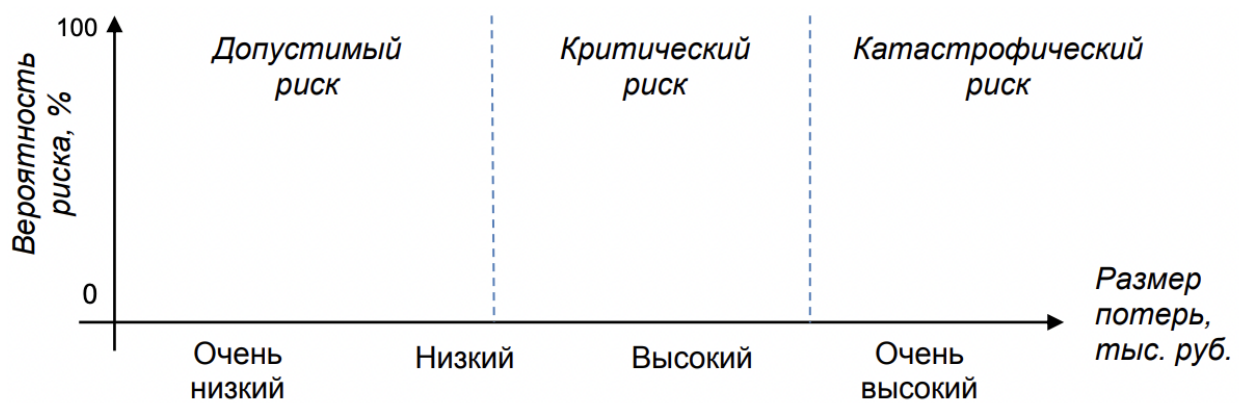 100
Допустимый
риск
Критический
риск
Катастрофический
риск
Вероятность
риска, %
0
Размер
потерь,
тыс. руб.
Очень
низкий
Низкий
Высокий
Очень
высокий